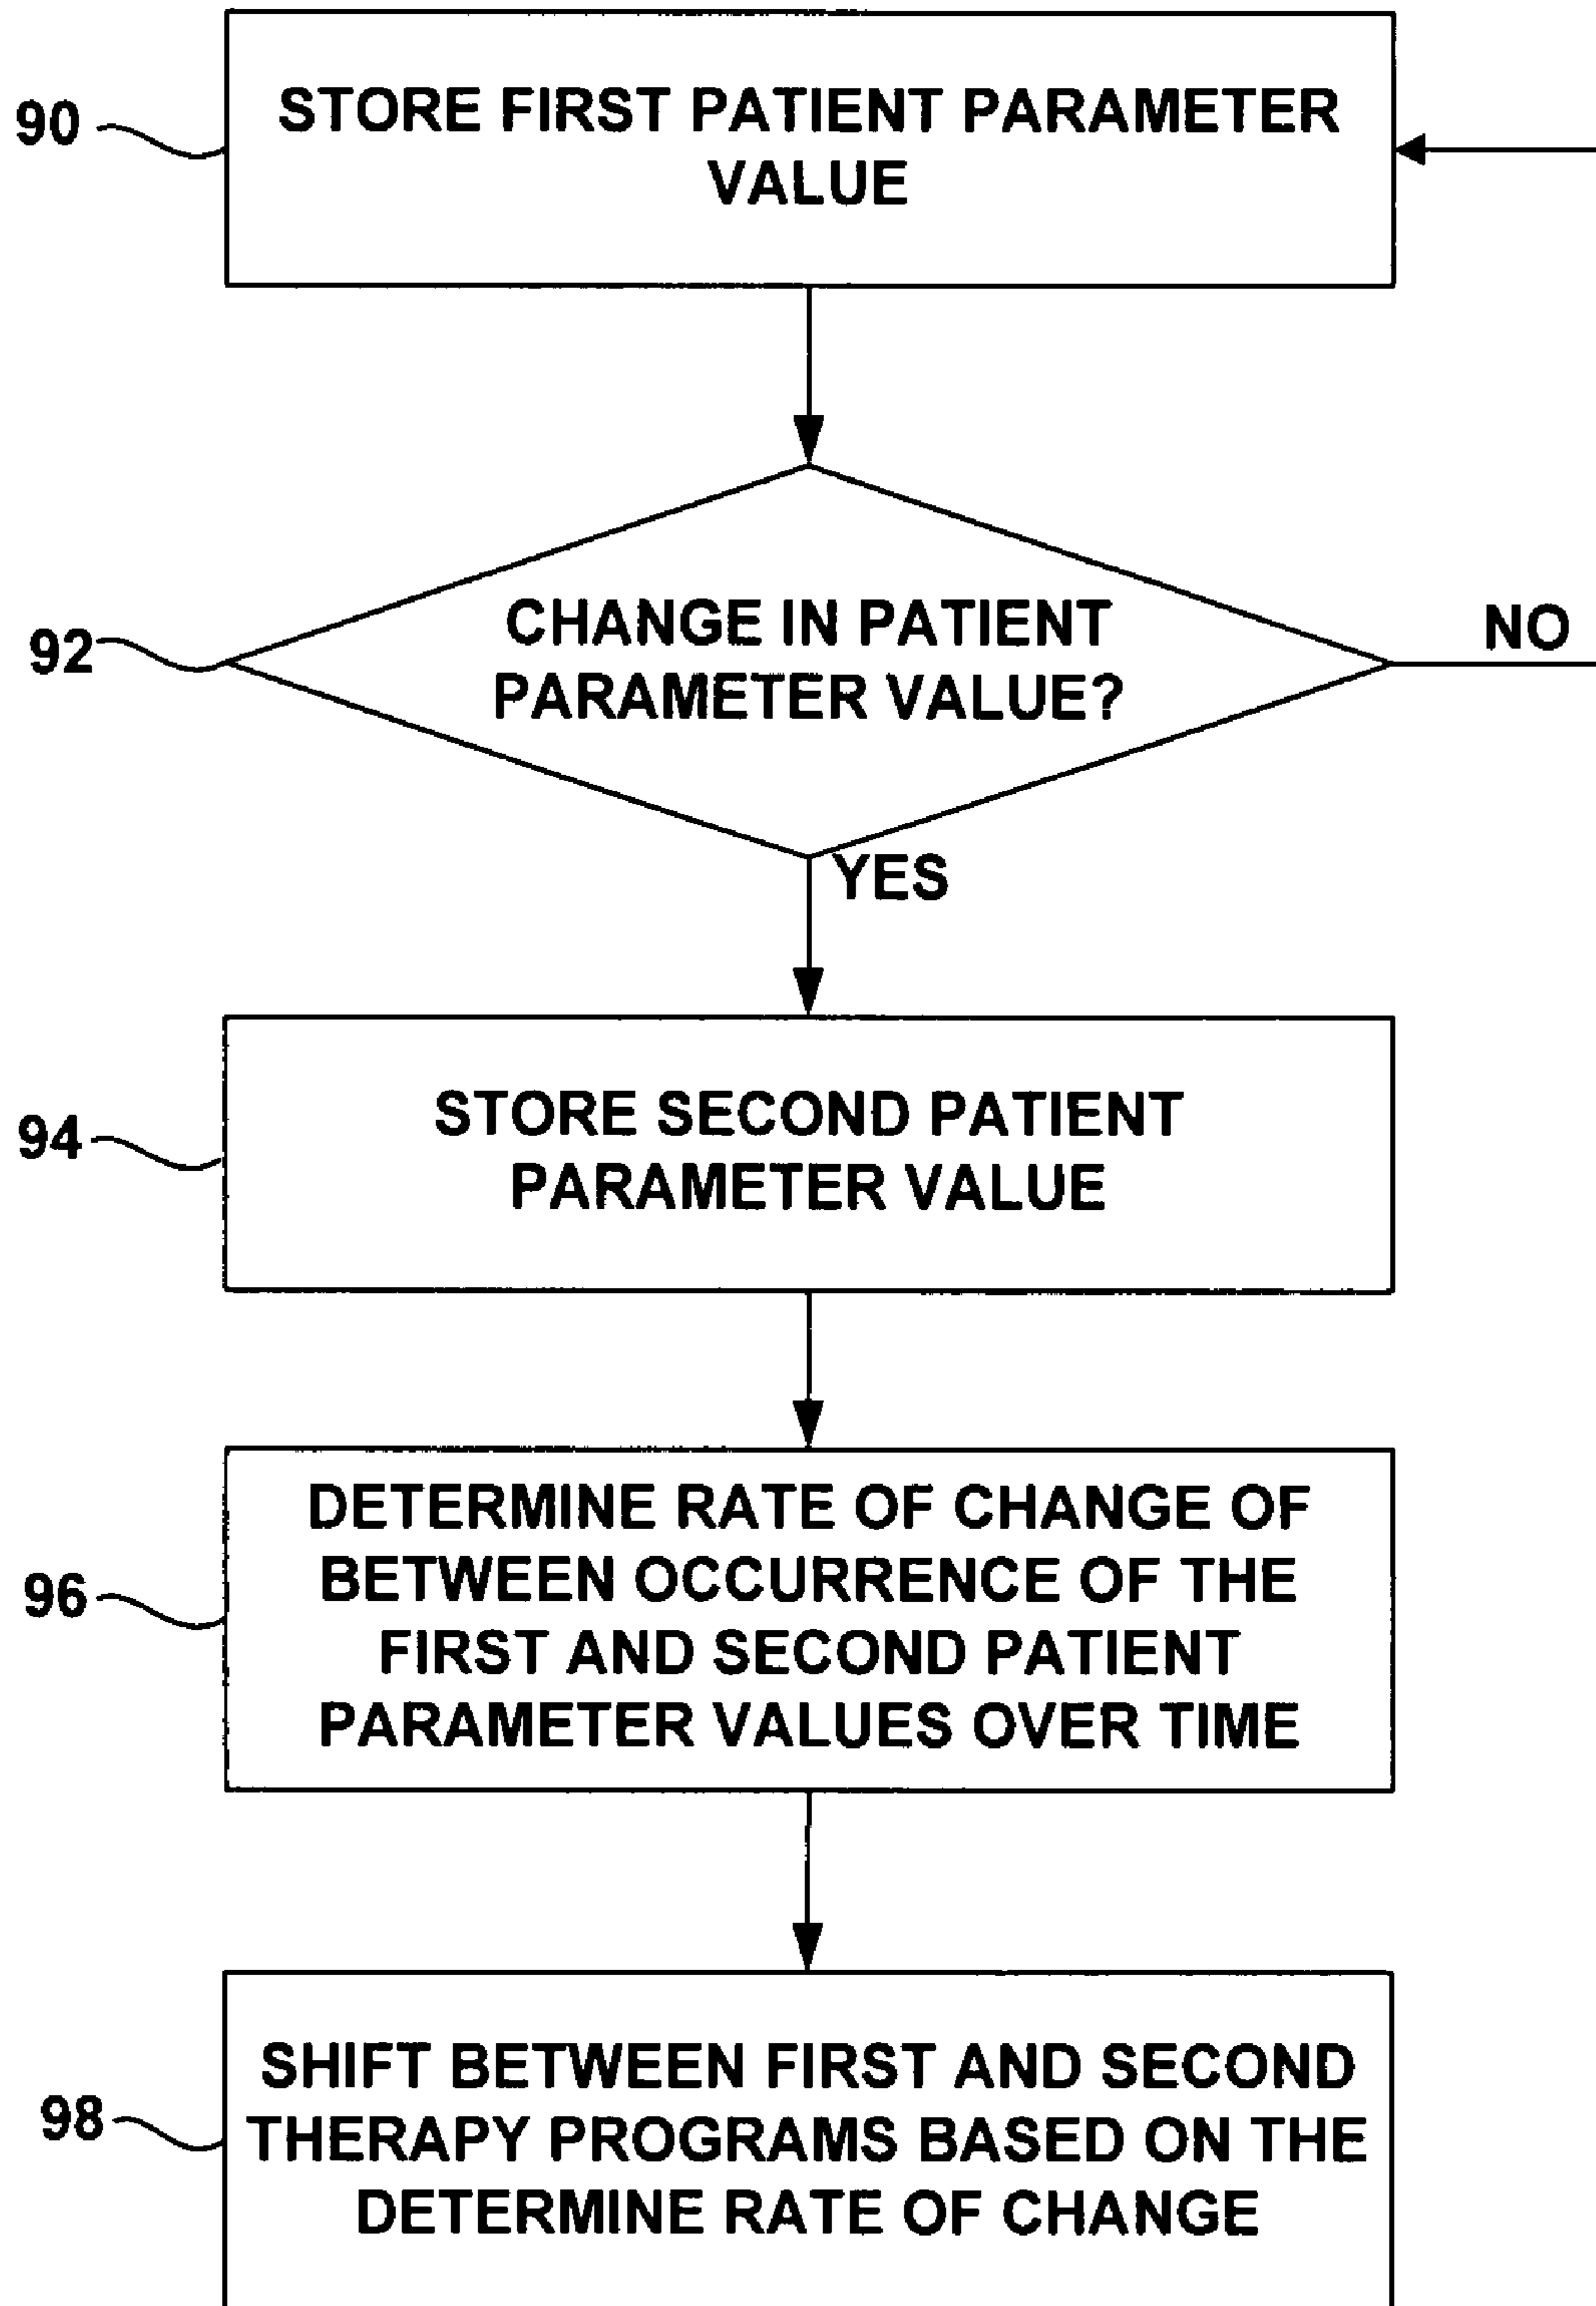 90
STORE FIRST PATIENT PARAMETER
VALUE
92
CHANGE IN PATIENT
PARAMETER VALUE?
NO
YES
94
STORE SECOND PATIENT
PARAMETER VALUE
96
DETERMINE RATE OF CHANGE OF
BETWEEN OCCURRENCE OF THE
FIRST AND SECOND PATIENT
PARAMETER VALUES OVER TIME
98
SHIFT BETWEEN FIRST AND SECOND
THERAPY PROGRAMS BASED ON THE
DETERMINE RATE OF CHANGE